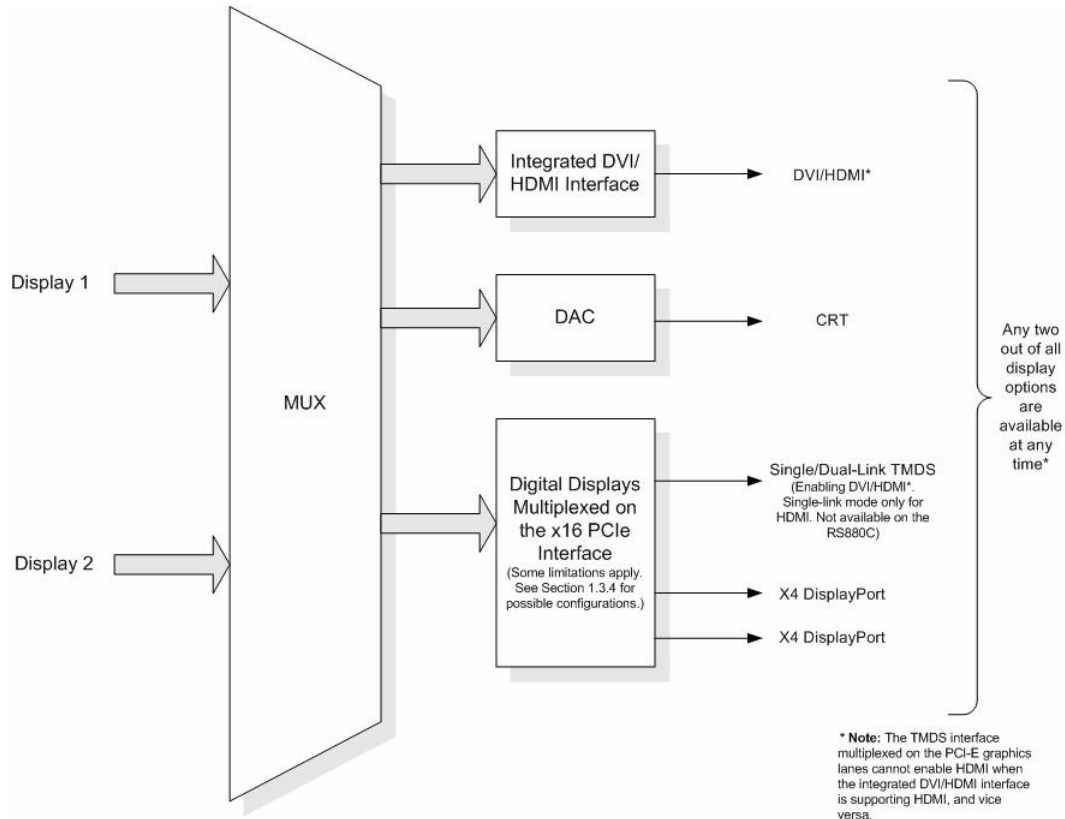 Display 1
Display 2
MUX
Integrated DVI/
HDMI Interface
DVI/HDMI*
DAC
CRT
Digital Displays
Multiplexed on
the x16 PCIe
Interface
(Some limitations apply.
See Section 1.3.4 for
possible configurations.)
Single/Dual-Link TMDS
(Enabling DVI/HDMI*.
Single-link mode only for
HDMI. Not available on the
RS880C)
X4 DisplayPort
X4 DisplayPort
Any two
out of all
display
options
are
available
at any
time*
* Note: The TMDS interface
multiplexed on the PCI-E graphics
lanes cannot enable HDMI when
the integrated DVI/HDMI interface
is supporting HDMI, and vice
versa.